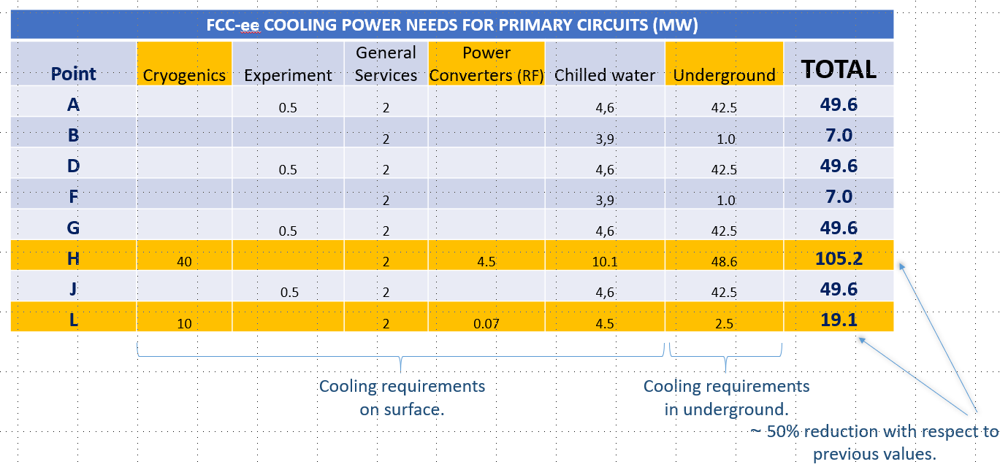 FCC-ee COOLING POWER NEEDS FOR PRIMARY CIRCUITS (MW)
Point Cryogenics Experiment General Services Power Converters (RF) Chilled water Underground TOTAL
A 0.5 2 4,6 42.5 49.6
B 2 3,9 1.0 7.0
D 0.5 2 4,6 42.5 49.6
F 2 3,9 1.0 7.0
G 0.5 2 4,6 42.5 49.6
H 40 2 4.5 10.1 48.6 105.2
J 0.5 2 4,6 42.5 49.6
L 10 2 0.07 4.5 2.5 19.1
Cooling requirements
on surface.
Cooling requirements
in underground.
~ 50% reduction with respect to
previous values.